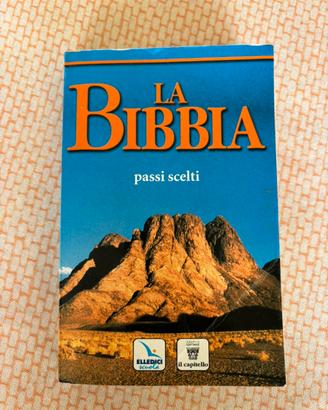 LA
BIBBIA
passi scelti
ELLEDICI
scuola
il capitello